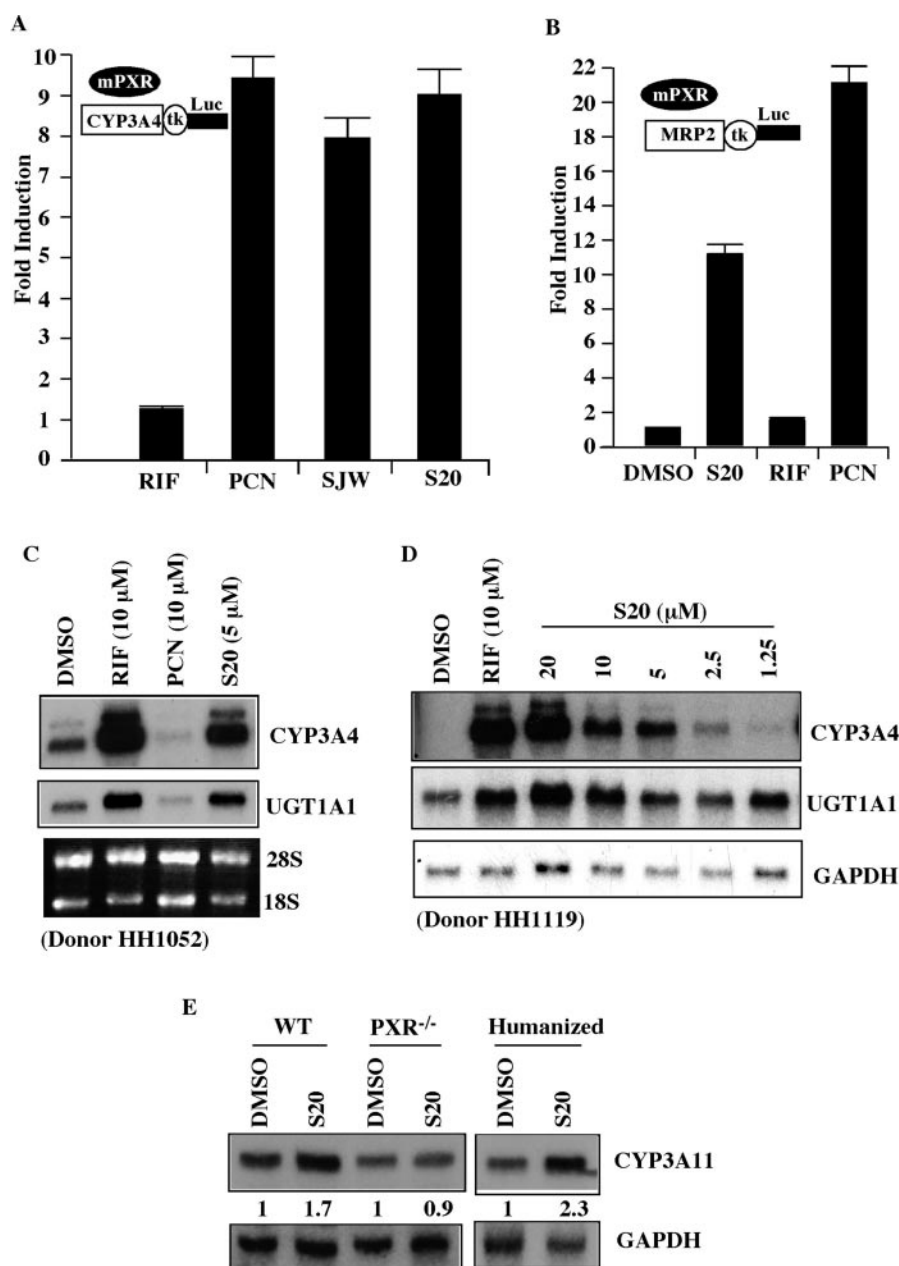 A
10
9
8
7
6
5
4
3
2
1
0
Fold Induction
mPXR
CYP3A4 tk Luc
RIF PCN SJW S20
B
22
20
18
16
14
12
10
8
6
4
2
0
Fold Induction
mPXR
Luc
MRP2 tk
DMSO S20 RIF PCN
C
DMSO
RIF (10 μM)
PCN (10 μM)
S20 (5 μM)
CYP3A4
UGT1A1
28S
18S
(Donor HH1052)
D
DMSO
RIF (10 μM)
S20 (μM)
20
10
5
2.5
1.25
CYP3A4
UGT1A1
GAPDH
(Donor HH1119)
E
WT PXR-/- Humanized
DMSO
S20
DMSO
S20
DMSO
S20
CYP3A11
1 1.7 1 0.9 1 2.3
GAPDH